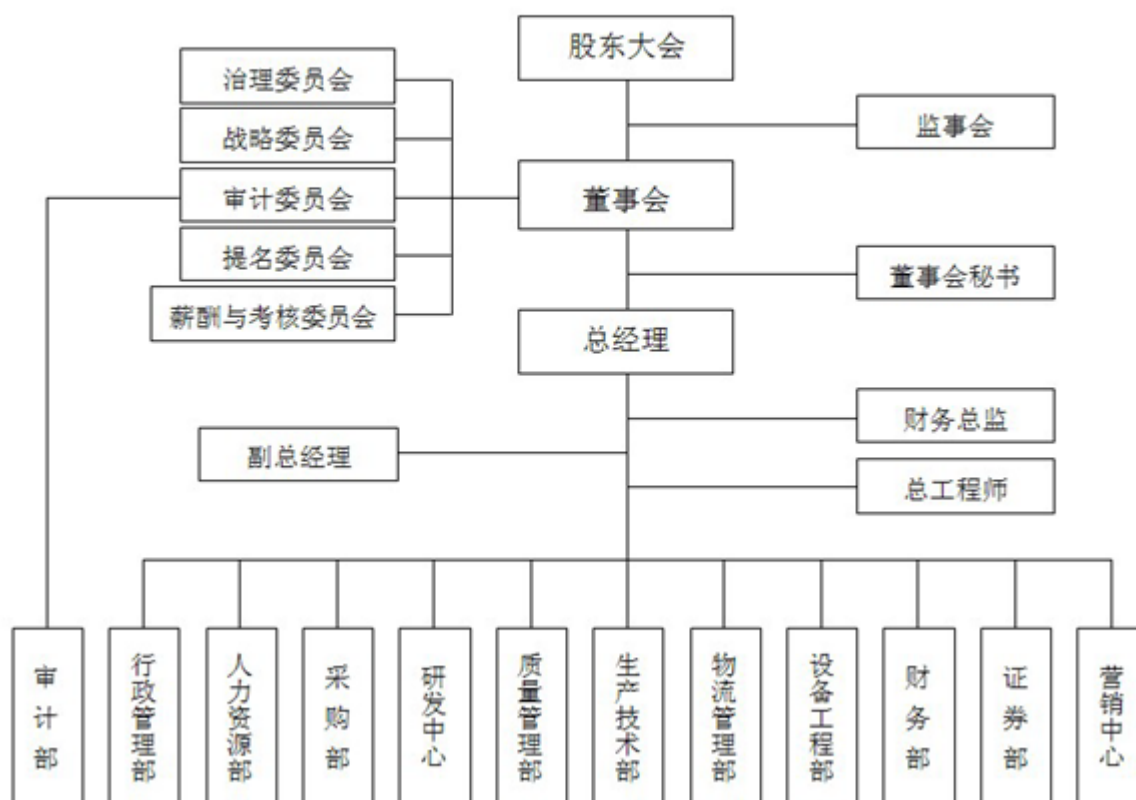 股东大会
治理委员会
监事会
战略委员会
审计委员会
董事会
提名委员会
董事会秘书
薪酬与考核委员会
总经理
财务总监
副总经理
总工程师
审计部
行政管理部
人力资源部
采购部
研发中心
质量管理部
生产技术部
物流管理部
设备工程部
财务部
证券部
营销中心